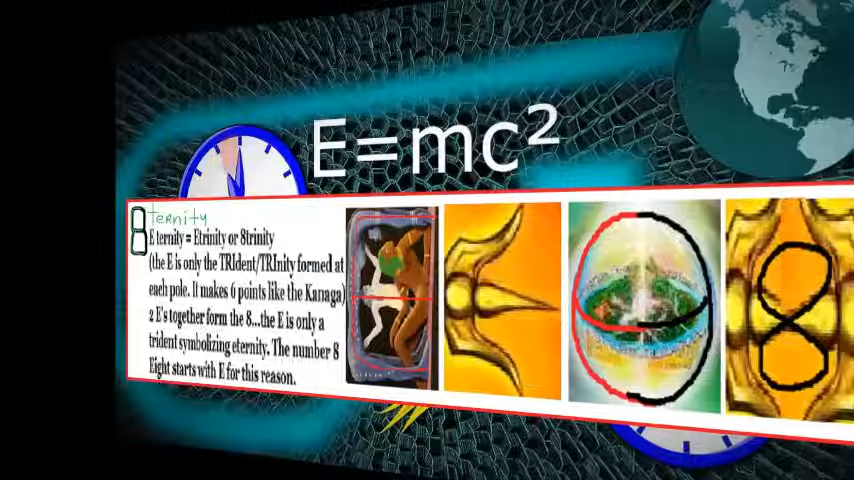 E=mc²
8ternity
E ternity = Etrinity or 8trinity
(the E is only the TRIdent/TRInity formed at
each pole. It makes 6 points like the Kanaga)
2 E's together form the 8...the E is only a
trident symbolizing eternity. The number 8
Eight starts with E for this reason.